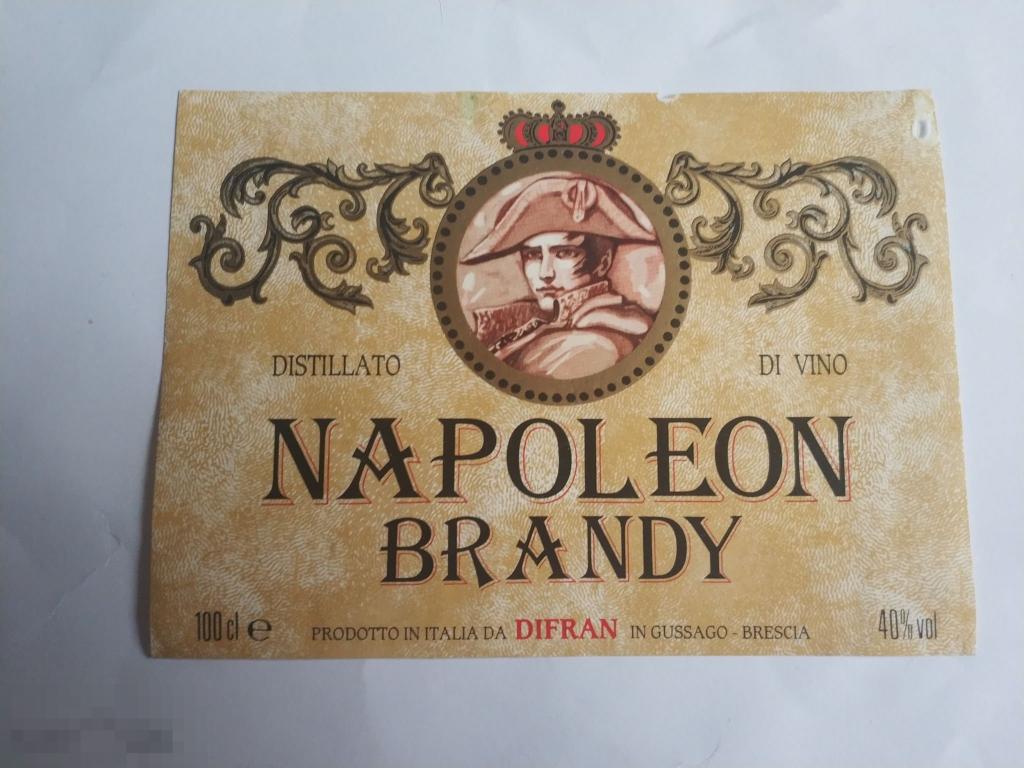 DISTILLATO DI VINO
NAPOLEON
BRANDY
100 cl e PRODOTTO IN ITALIA DA DIFRAN IN GUSSAGO - BRESCIA 40% vol